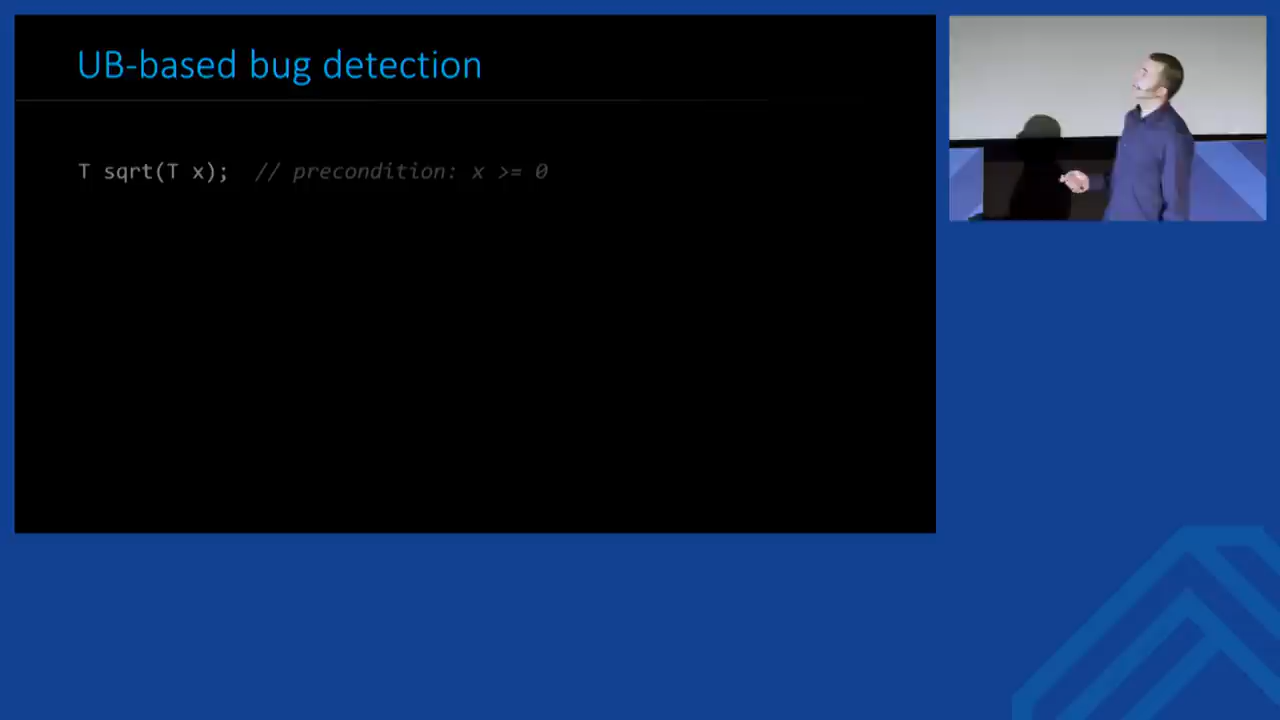 UB-based bug detection
T sqrt(T x);  // precondition: x >= 0